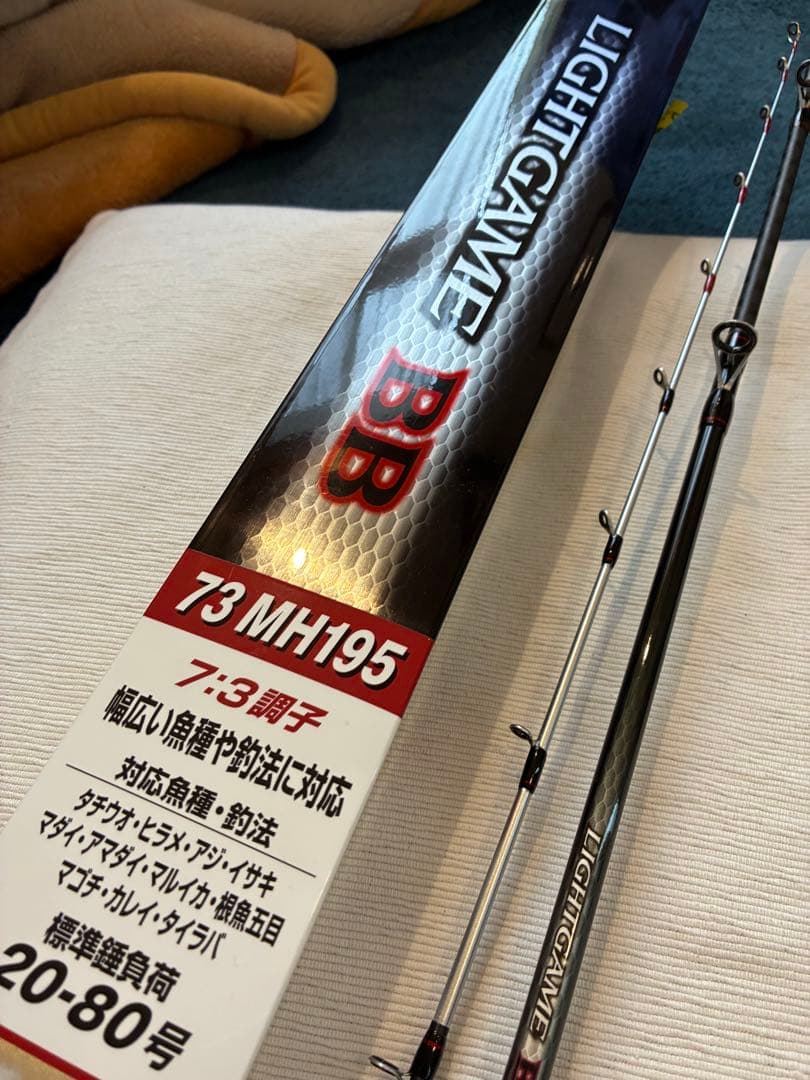 LIGHTGAME BB
73 MH195
7:3調子
幅広い魚種や釣法に対応
対応魚種・釣法
タチウオ・ヒラメ・アジ・イサキ
マダイ・アマダイ・マルイカ・根魚五目
マゴチ・カレイ・タイラバ
標準錘負荷
20-80号
LIGHTGAME